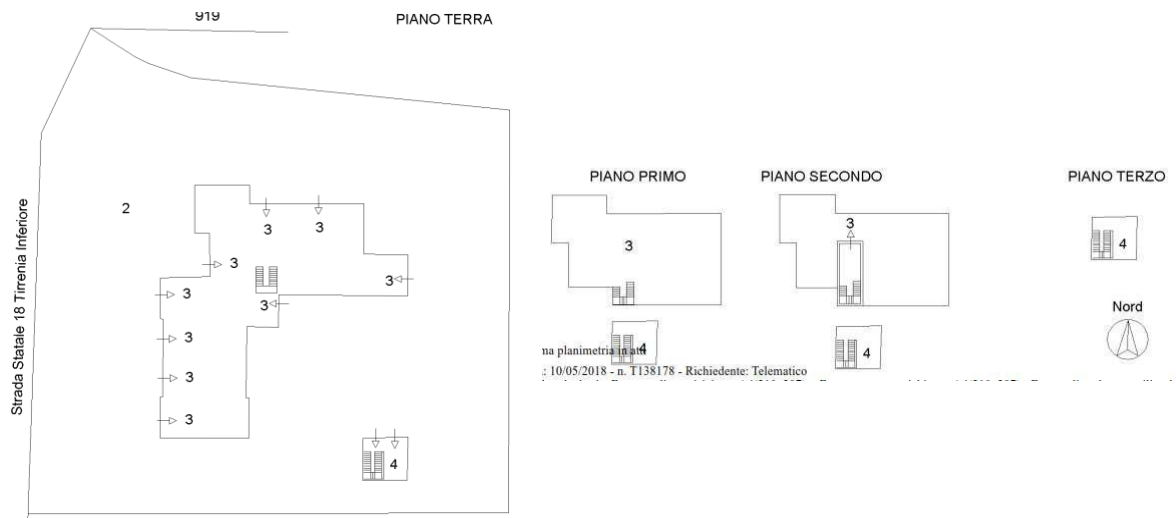 919
PIANO TERRA
2
3
3
3
3
3
3
3
3
3
4
Strada Statale 18 Tirrenia Inferiore
PIANO PRIMO
3
4
PIANO SECONDO
3
4
PIANO TERZO
4
Nord
ma planimetria in atti
.: 10/05/2018 - n. T138178 - Richiedente: Telematico